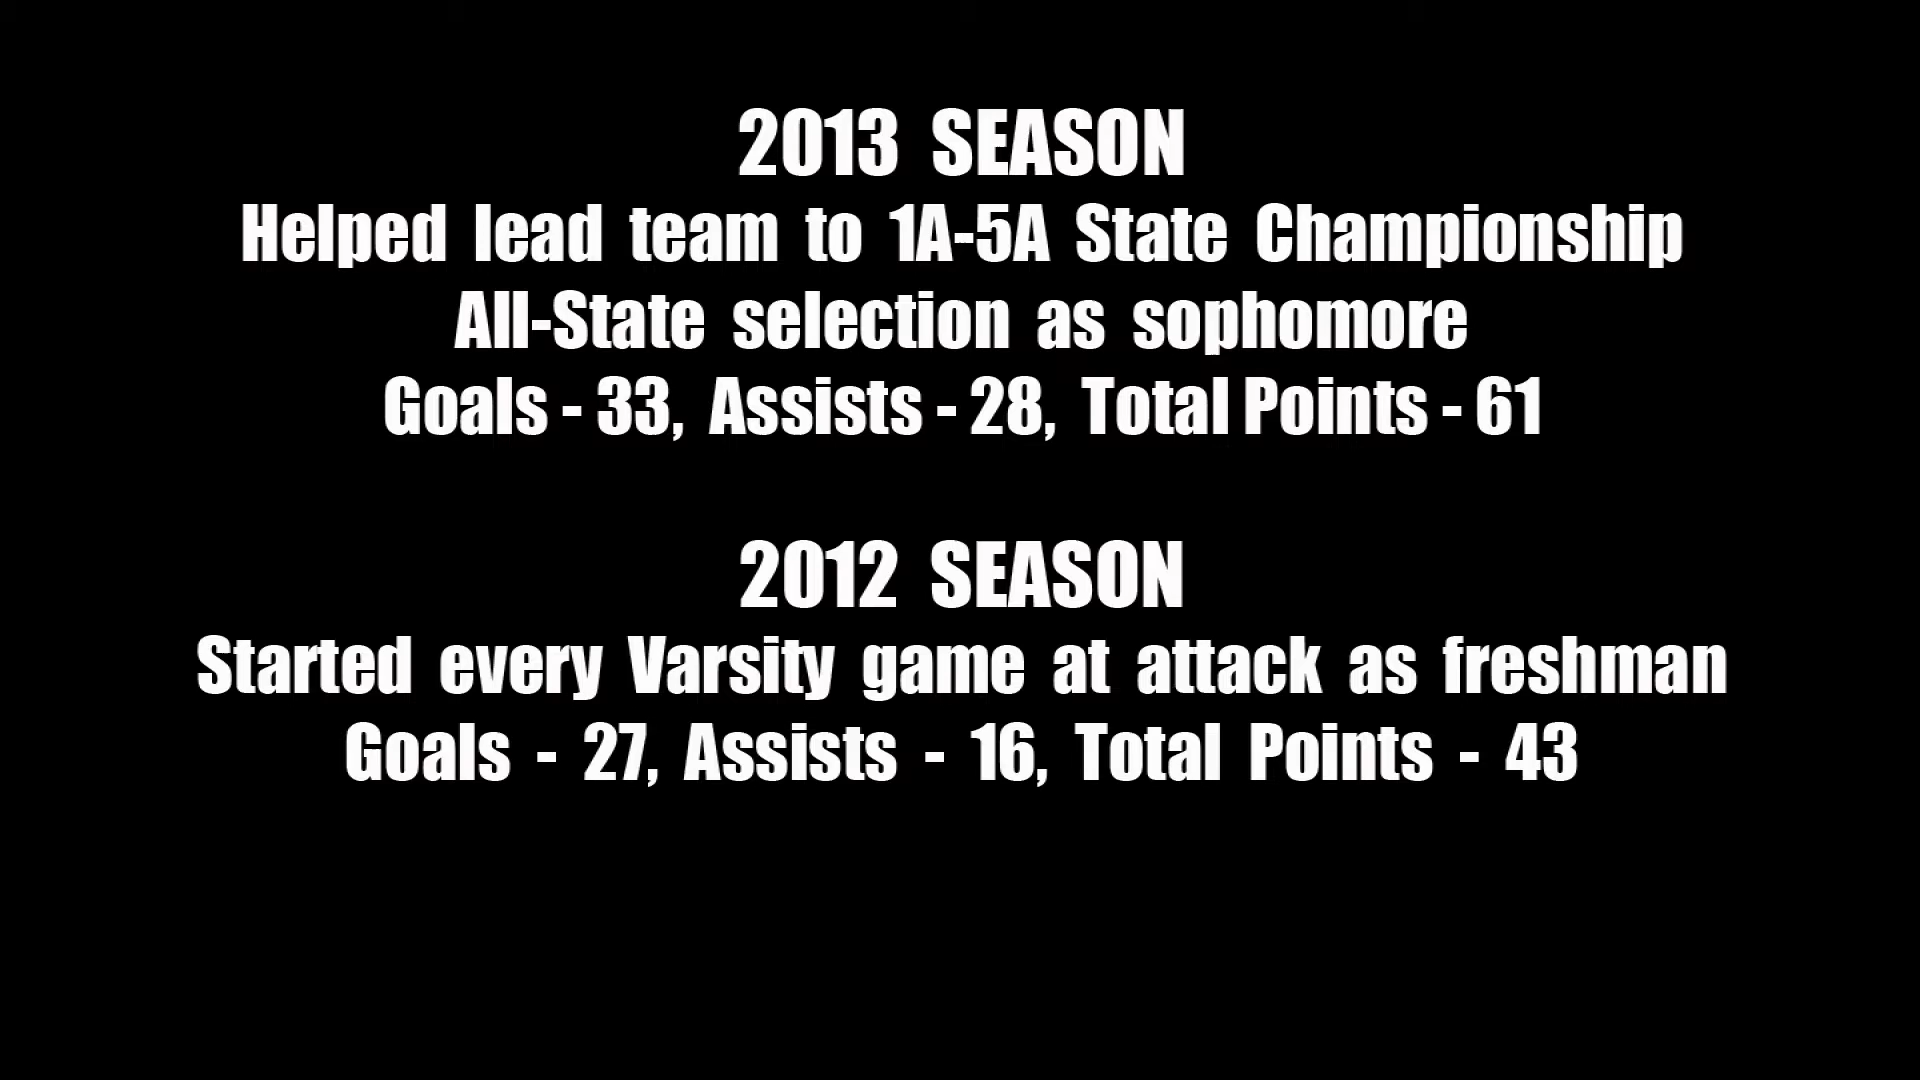 2013 SEASON
Helped lead team to 1A-5A State Championship
All-State selection as sophomore
Goals - 33, Assists - 28, Total Points - 61
2012 SEASON
Started every Varsity game at attack as freshman
Goals - 27, Assists - 16, Total Points - 43